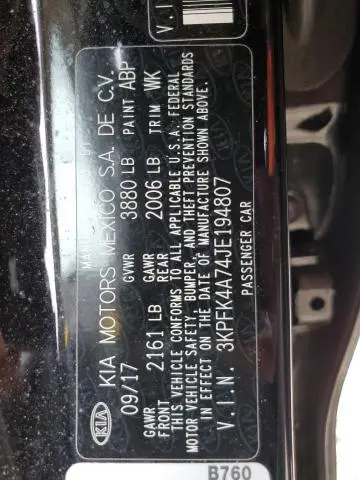 KIA
MANU
KIA MOTORS MEXICO S.A. DE C.V.
09/17 GVWR 3880 LB PAINT ABP
GAWR FRONT 2161 LB GAWR REAR 2006 LB TRIM WK
THIS VEHICLE CONFORMS TO ALL APPLICABLE U.S.A. FEDERAL
MOTOR VEHICLE SAFETY, BUMPER, AND THEFT PREVENTION STANDARDS
IN EFFECT ON THE DATE OF MANUFACTURE SHOWN ABOVE.
V.I.N. 3KPFK4A74JE194807
PASSENGER CAR
V.I
B760